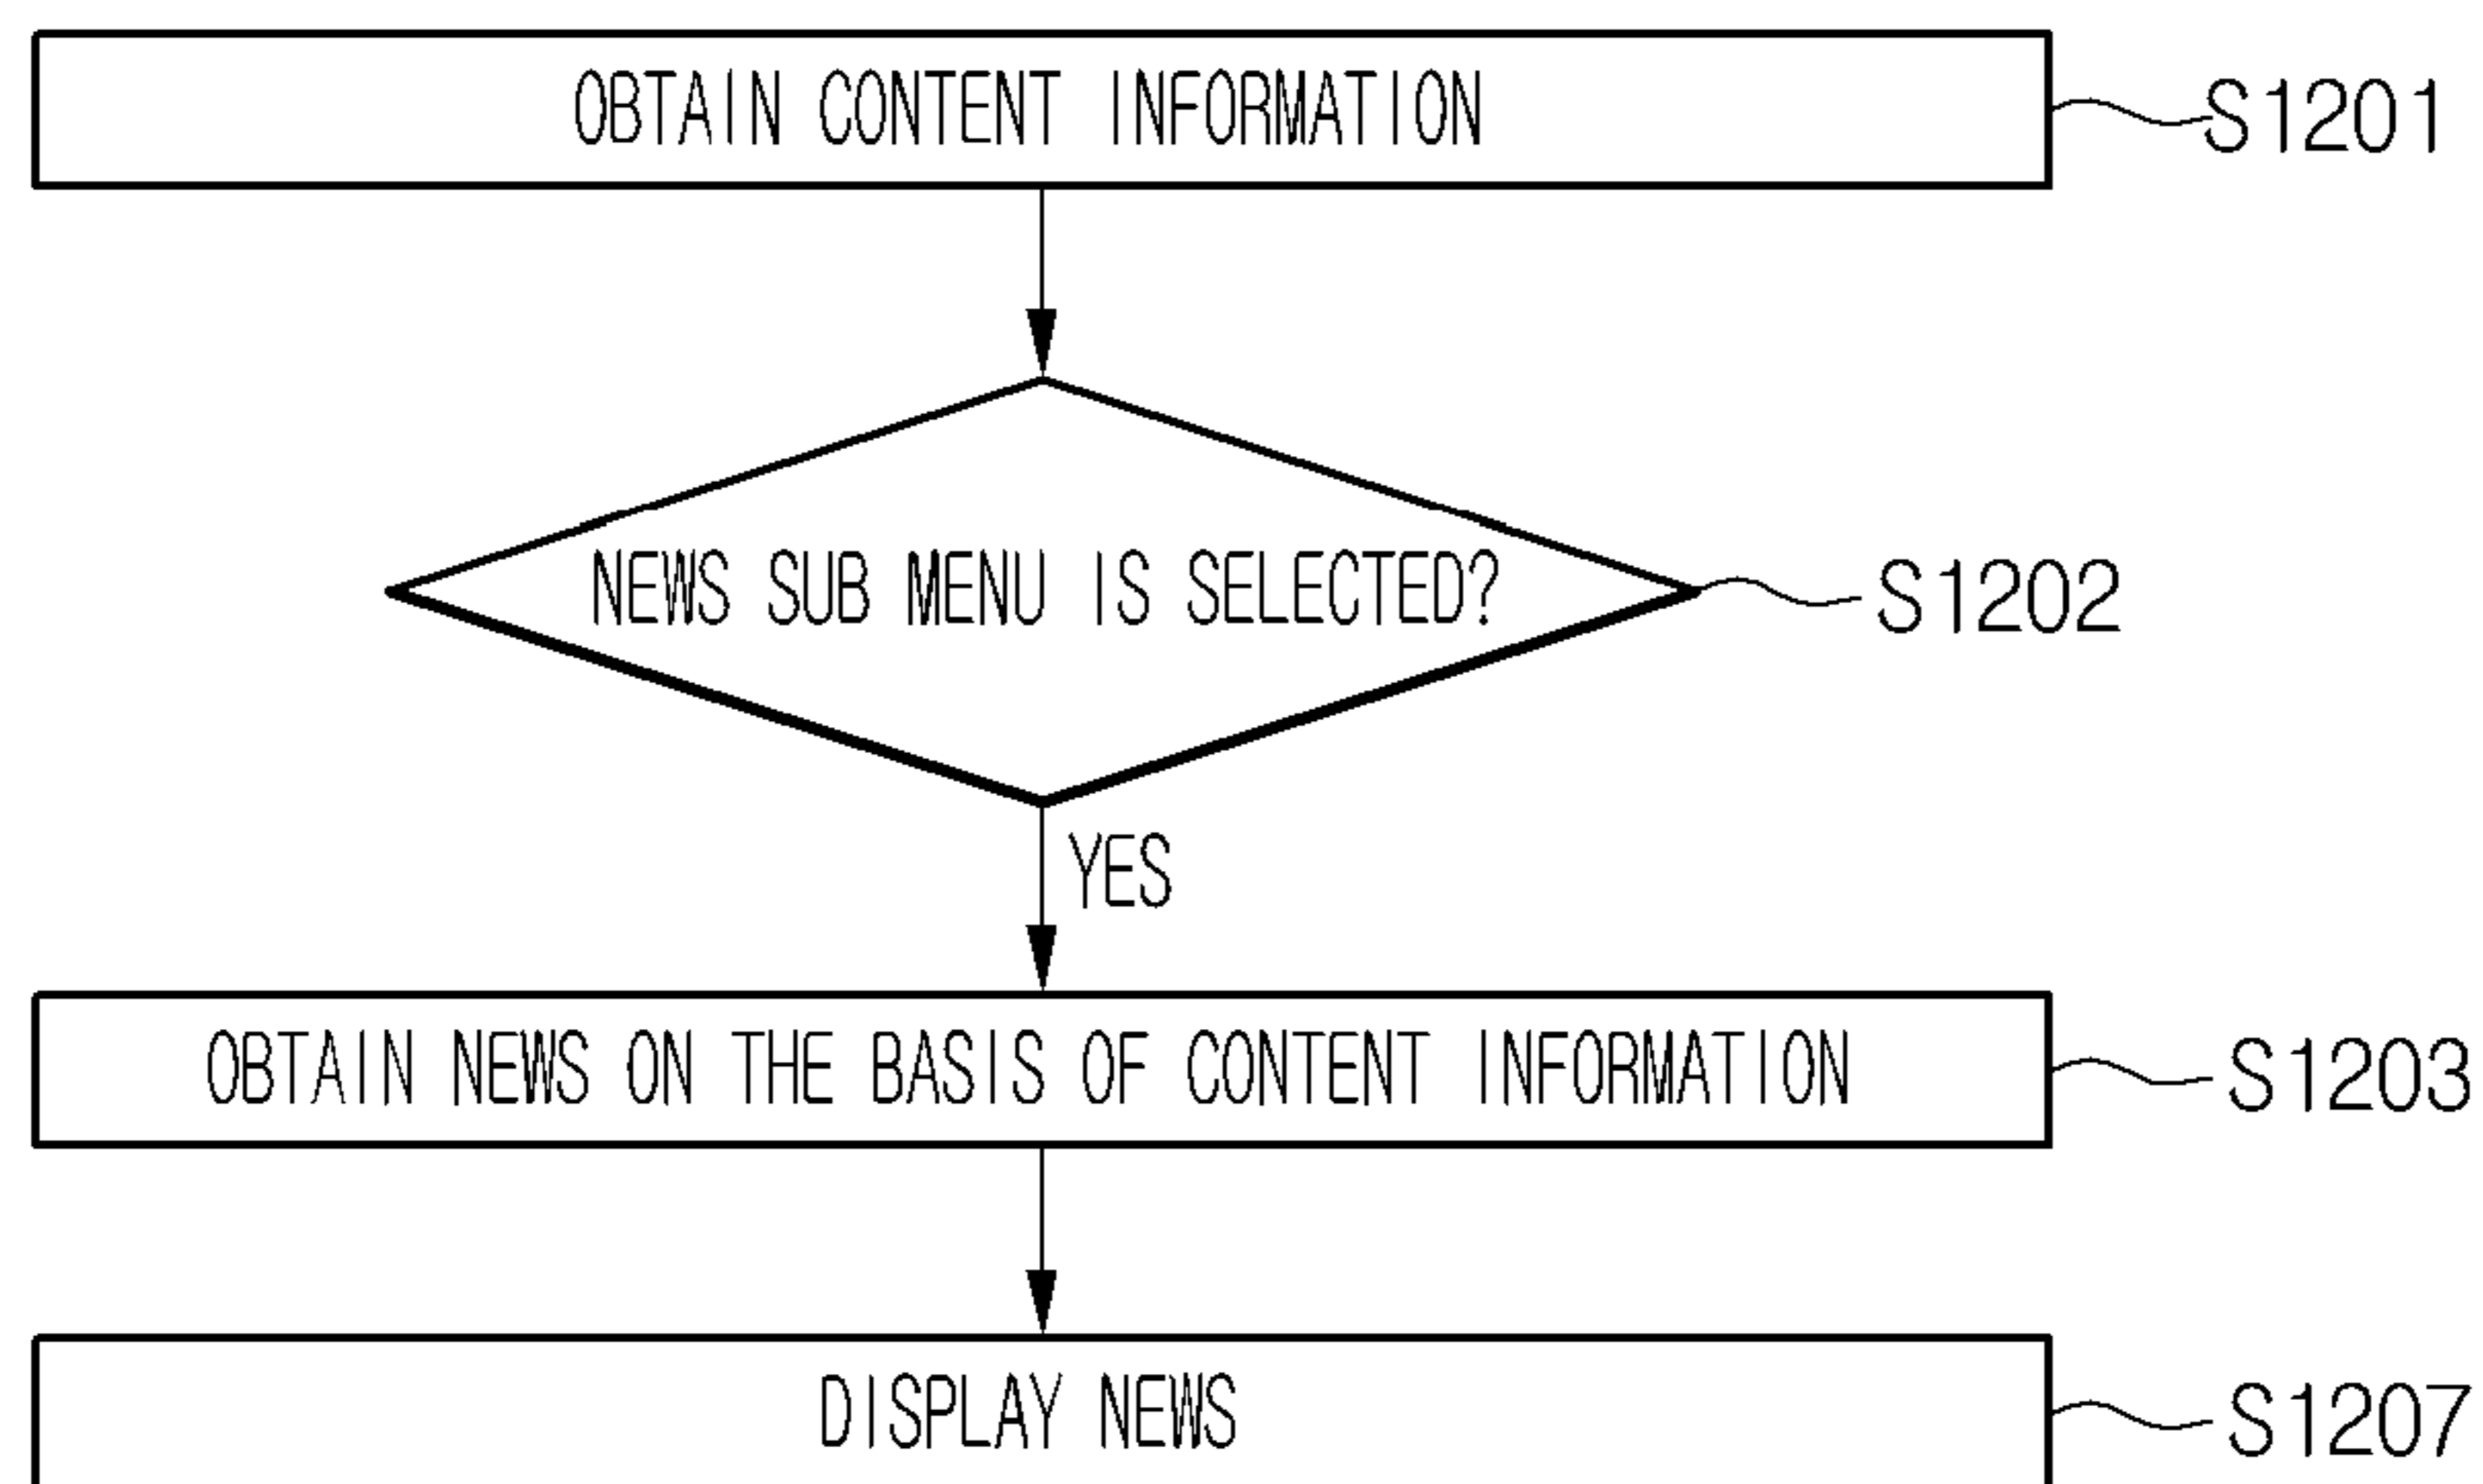 OBTAIN CONTENT INFORMATION
S1201
NEWS SUB MENU IS SELECTED?
S1202
YES
OBTAIN NEWS ON THE BASIS OF CONTENT INFORMATION
S1203
DISPLAY NEWS
S1207